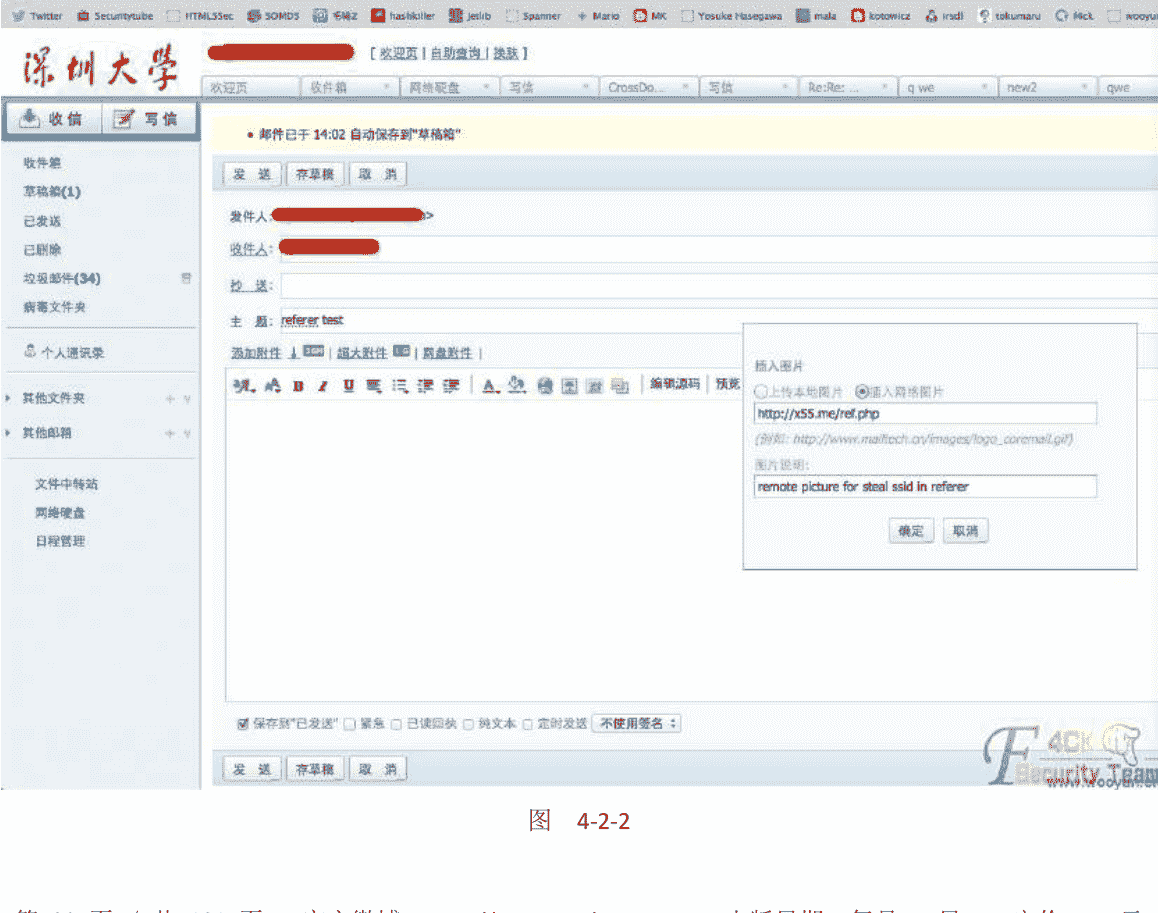 Twitter Securitytube HTML5Sec SOMD5 hashkiller jetlib Spanner Mario MK Yosuke Hasegawa mala kotowicz irsdl tokumaru f4ck wooyun
深圳大學
[ 欢迎页 | 自助查询 | 换肤 ]
欢迎页 收件箱 网络硬盘 写信 CrossDo... 写信 Re:Re: ... q we new2 qwe
收信 写信
• 邮件已于 14:02 自动保存到"草稿箱"
收件箱
草稿箱(1)
已发送
已删除
垃圾邮件(34)
病毒文件夹
个人通讯录
其他文件夹
其他邮箱
文件中转站
网络硬盘
日程管理
发 送 存草稿 取 消
发件人: >
收件人:
抄 送:
主 题: referer test
添加附件 | 超大附件 | 网盘附件 |
B I U 编辑源码 预览
插入图片
上传本地图片 插入网络图片
http://x55.me/ref.php
(例如: http://www.mailtech.cn/images/logo_coremail.gif)
图片说明:
remote picture for steal ssid in referer
确定 取消
保存到"已发送" 紧急 已读回执 纯文本 定时发送 不使用签名
发 送 存草稿 取 消
F4CK
Security Team
图 4-2-2